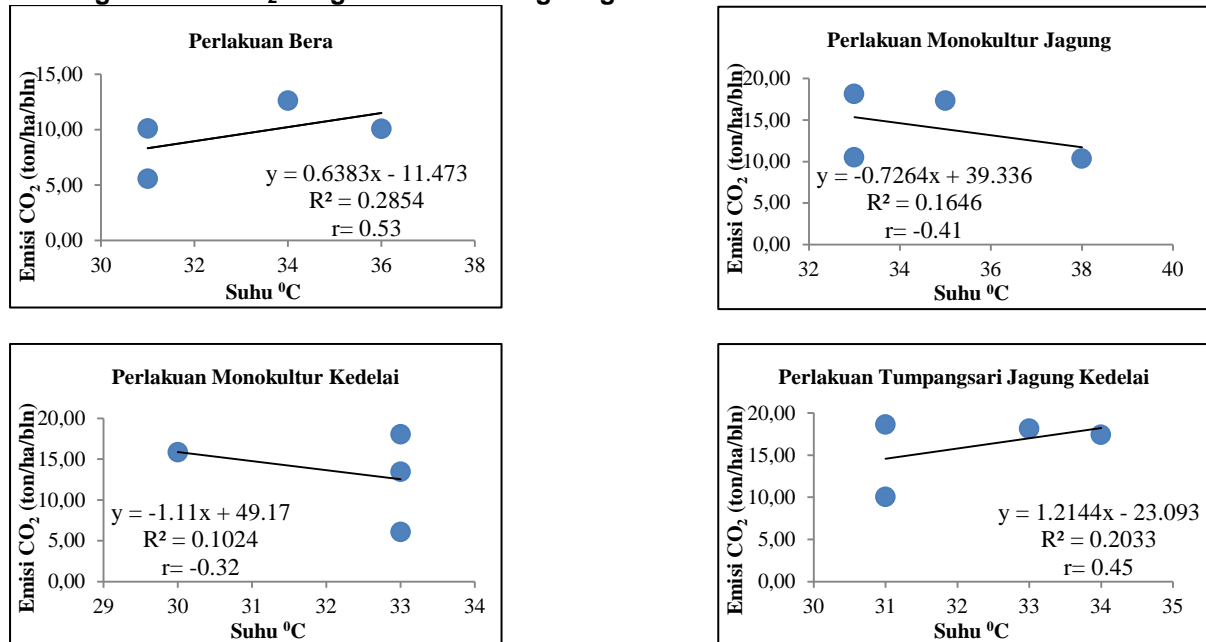 Perlakuan Bera
Emisi CO₂ (ton/ha/bln)
15,00
10,00
5,00
0,00
y = 0.6383x - 11.473
R² = 0.2854
r= 0.53
30 32 34 36 38
Suhu ⁰C
Perlakuan Monokultur Jagung
Emisi CO₂ (ton/ha/bln)
20,00
15,00
10,00
5,00
0,00
y = -0.7264x + 39.336
R² = 0.1646
r= -0.41
32 34 36 38 40
Suhu ⁰C
Perlakuan Monokultur Kedelai
Emisi CO₂ (ton/ha/bln)
20,00
15,00
10,00
5,00
0,00
y = -1.11x + 49.17
R² = 0.1024
r= -0.32
29 30 31 32 33 34
Suhu ⁰C
Perlakuan Tumpangsari Jagung Kedelai
Emisi CO₂ (ton/ha/bln)
20,00
15,00
10,00
5,00
0,00
y = 1.2144x - 23.093
R² = 0.2033
r= 0.45
30 31 32 33 34 35
Suhu ⁰C